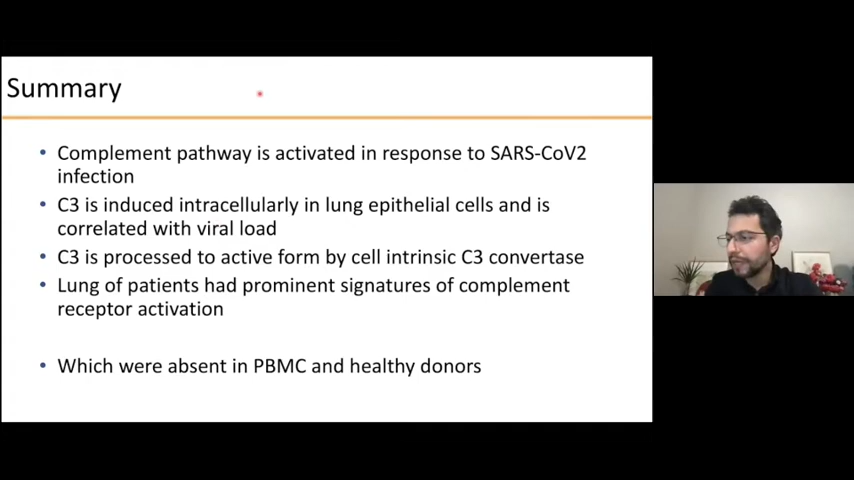 Summary
• Complement pathway is activated in response to SARS-CoV2
infection
• C3 is induced intracellularly in lung epithelial cells and is
correlated with viral load
• C3 is processed to active form by cell intrinsic C3 convertase
• Lung of patients had prominent signatures of complement
receptor activation
• Which were absent in PBMC and healthy donors